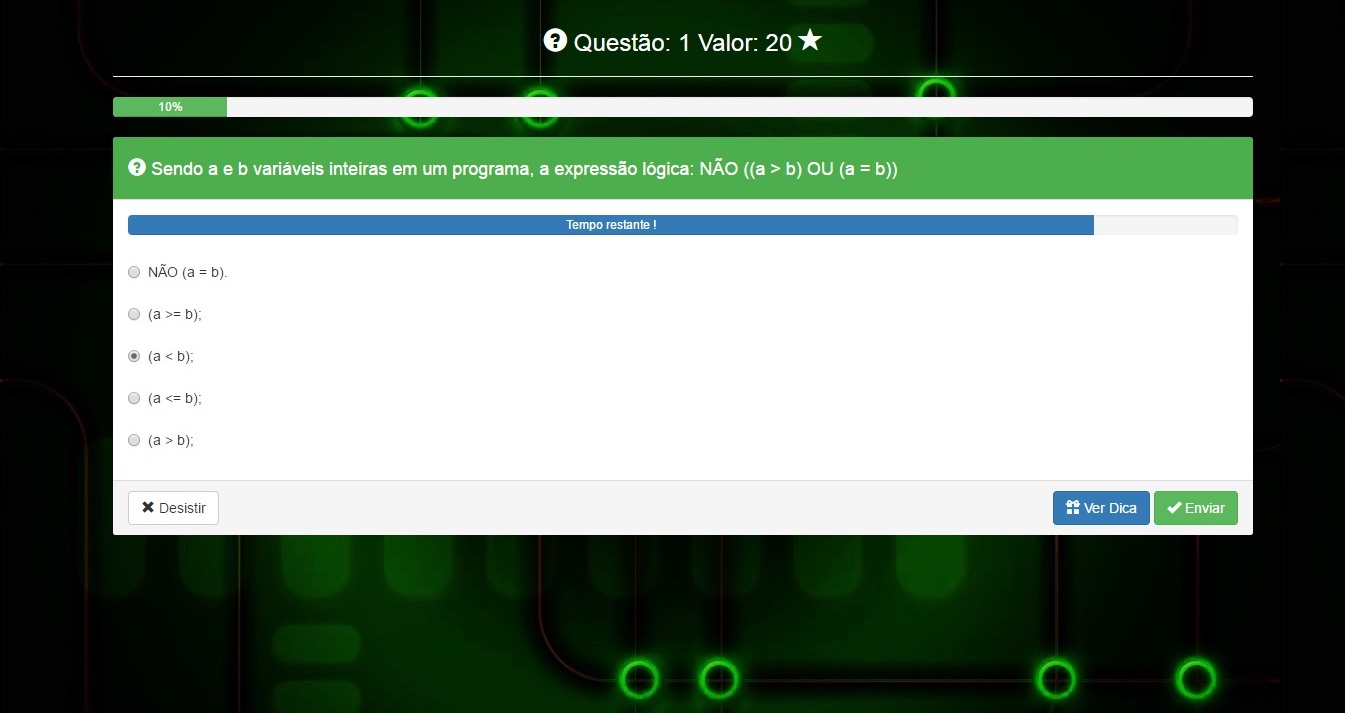 Questão: 1 Valor: 20
10%
Sendo a e b variáveis inteiras em um programa, a expressão lógica: NÃO ((a > b) OU (a = b))
Tempo restante !
NÃO (a = b).
(a >= b);
(a < b);
(a <= b);
(a > b);
Desistir
Ver Dica
Enviar